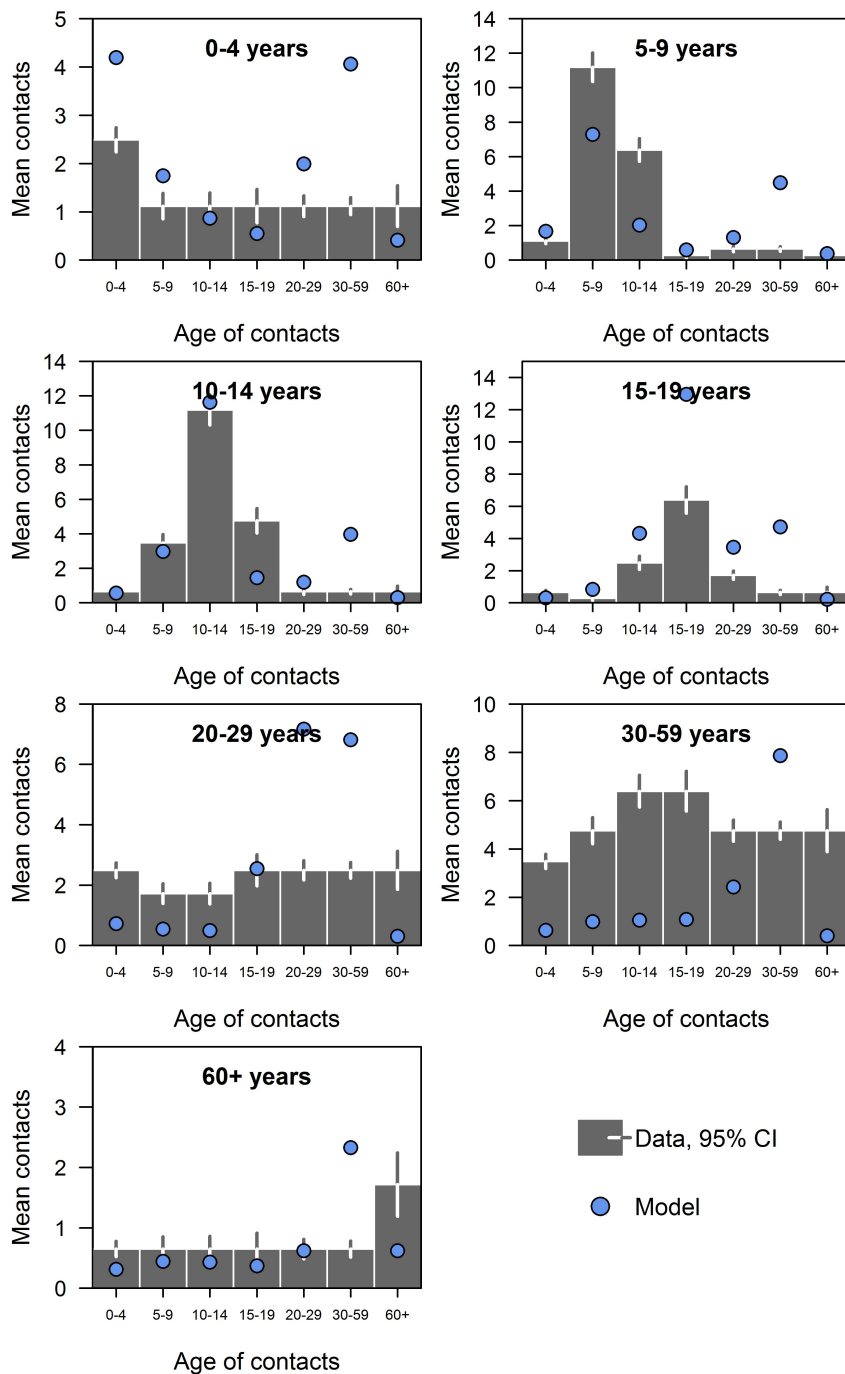 0-4 years
Mean contacts
5
4
3
2
1
0
0-4 5-9 10-14 15-19 20-29 30-59 60+
Age of contacts
5-9 years
Mean contacts
14
12
10
8
6
4
2
0
0-4 5-9 10-14 15-19 20-29 30-59 60+
Age of contacts
10-14 years
Mean contacts
14
12
10
8
6
4
2
0
0-4 5-9 10-14 15-19 20-29 30-59 60+
Age of contacts
15-19 years
Mean contacts
14
12
10
8
6
4
2
0
0-4 5-9 10-14 15-19 20-29 30-59 60+
Age of contacts
20-29 years
Mean contacts
8
6
4
2
0
0-4 5-9 10-14 15-19 20-29 30-59 60+
Age of contacts
30-59 years
Mean contacts
10
8
6
4
2
0
0-4 5-9 10-14 15-19 20-29 30-59 60+
Age of contacts
60+ years
Mean contacts
4
3
2
1
0
0-4 5-9 10-14 15-19 20-29 30-59 60+
Age of contacts
Data, 95% CI
Model